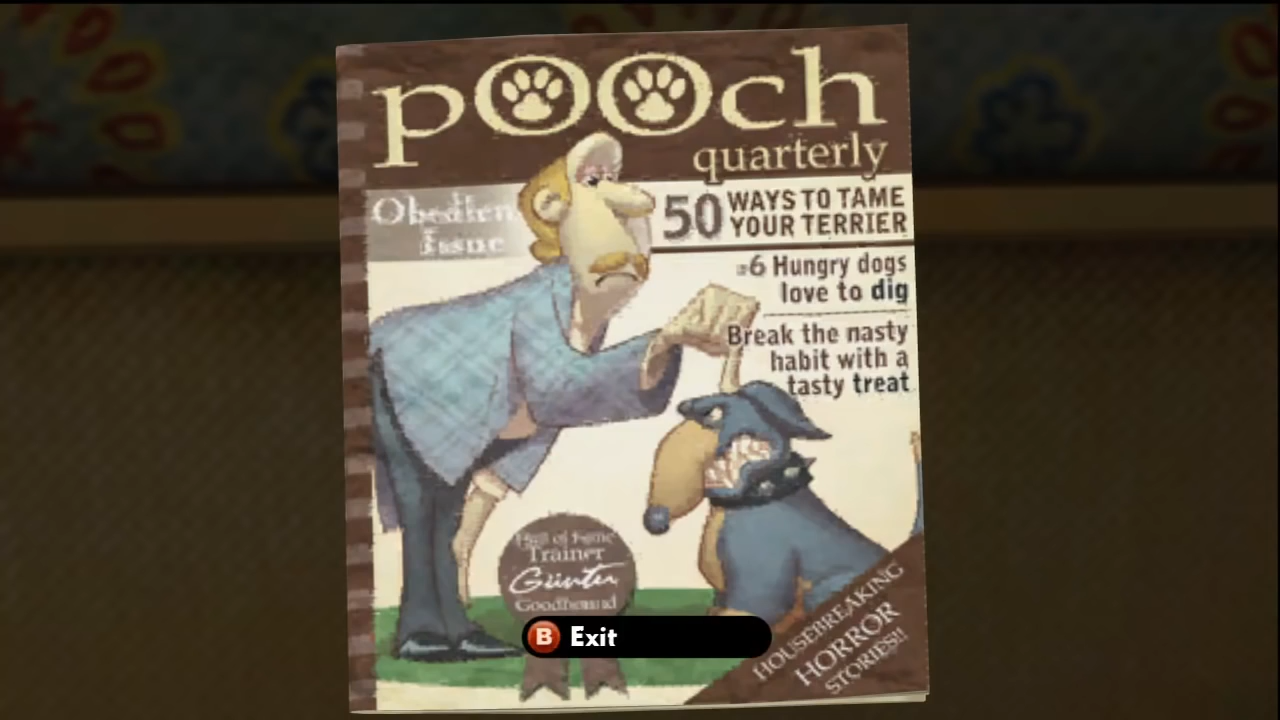 pOOch
quarterly
Obedien
Issue
50 WAYS TO TAME
YOUR TERRIER
#6 Hungry dogs
love to dig
Break the nasty
habit with a
tasty treat
Hall of Fame
Trainer
Günter
Goodhound
B Exit
HOUSEBREAKING
HORROR
STORIES!!